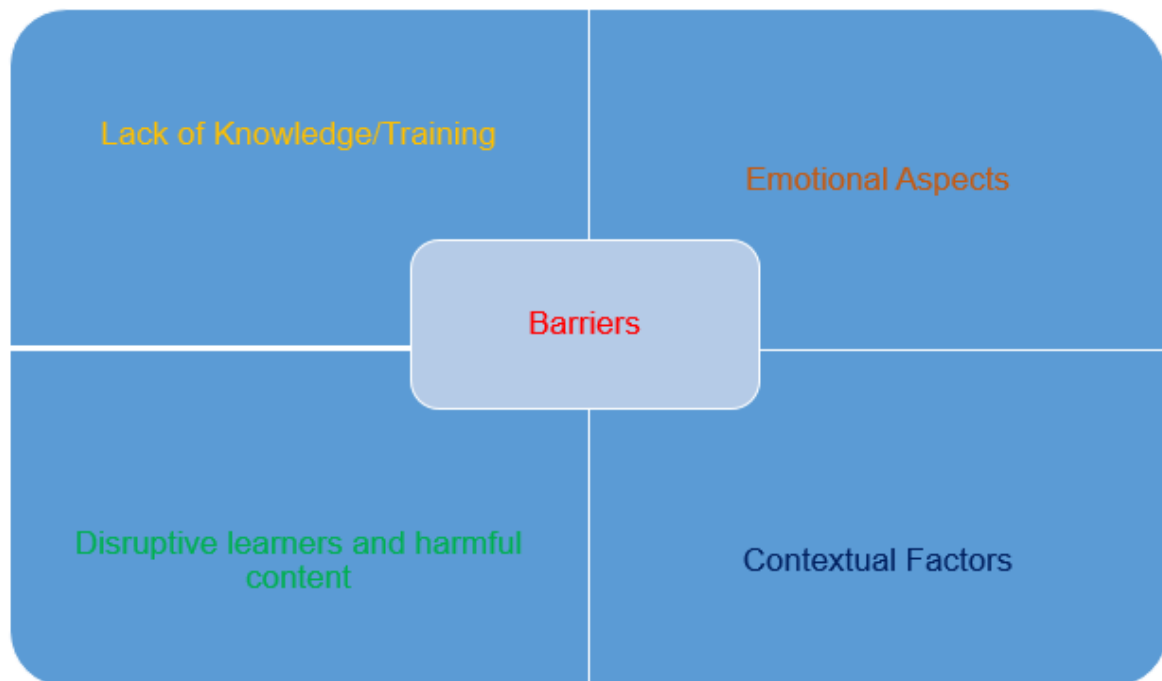 Lack of Knowledge/Training
Emotional Aspects
Barriers
Disruptive learners and harmful
content
Contextual Factors